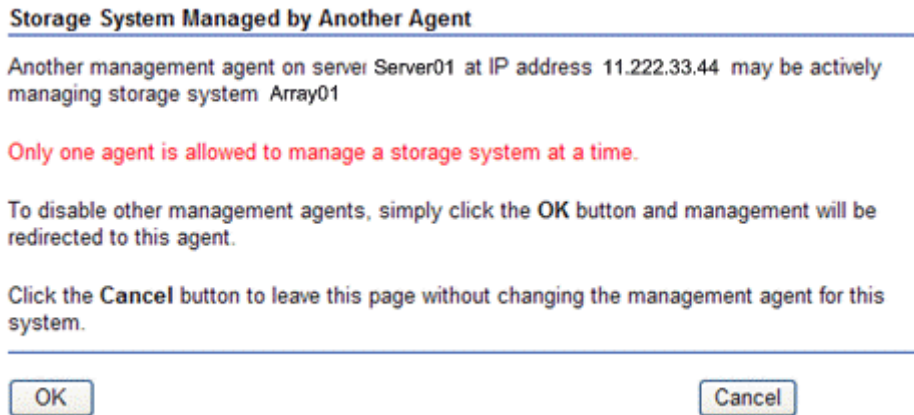 Storage System Managed by Another Agent
Another management agent on server Server01 at IP address 11.222.33.44 may be actively
managing storage system Array01
Only one agent is allowed to manage a storage system at a time.
To disable other management agents, simply click the OK button and management will be
redirected to this agent.
Click the Cancel button to leave this page without changing the management agent for this
system.
OK
Cancel